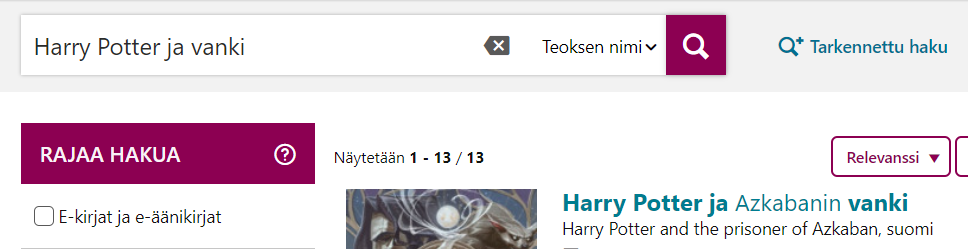 Harry Potter ja vanki
Teoksen nimi
Tarkennettu haku
RAJAA HAKUA
Näytetään 1 - 13 / 13
Relevanssi
E-kirjat ja e-äänikirjat
Harry Potter ja Azkabanin vanki
Harry Potter and the prisoner of Azkaban, suomi